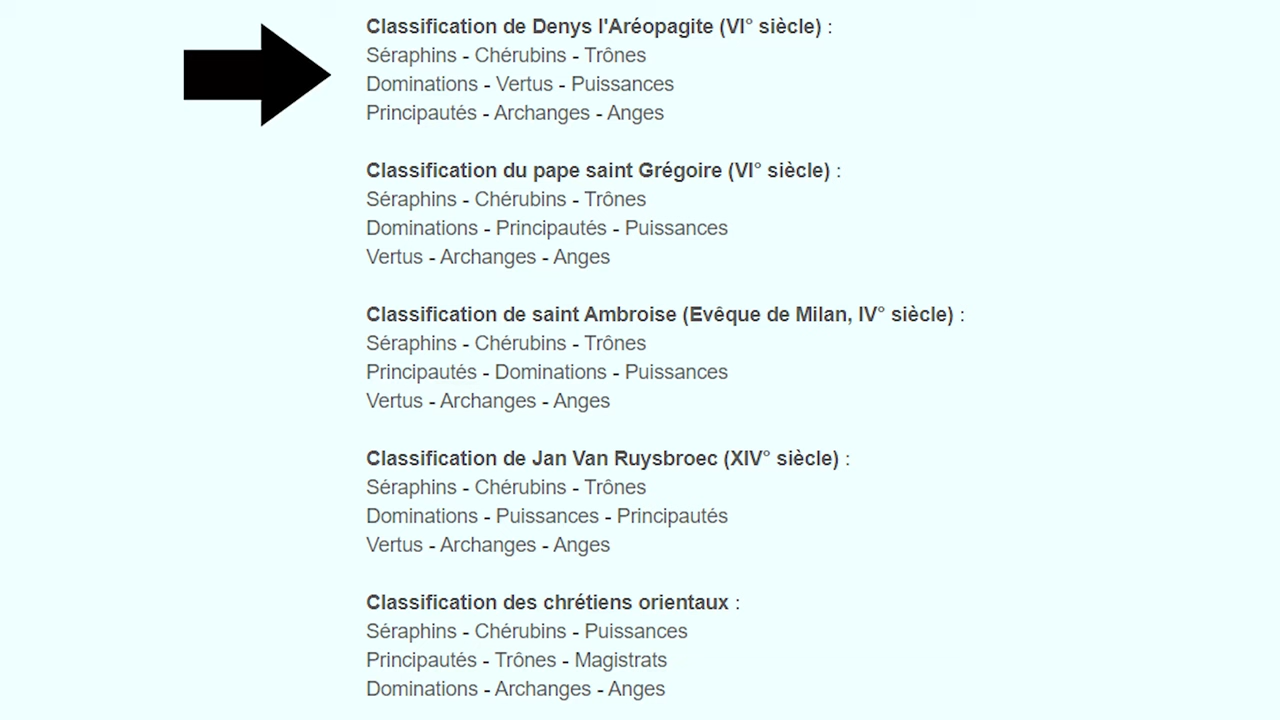 Classification de Denys l'Aréopagite (VI° siècle) :
Séraphins - Chérubins - Trônes
Dominations - Vertus - Puissances
Principautés - Archanges - Anges
Classification du pape saint Grégoire (VI° siècle) :
Séraphins - Chérubins - Trônes
Dominations - Principautés - Puissances
Vertus - Archanges - Anges
Classification de saint Ambroise (Evêque de Milan, IV° siècle) :
Séraphins - Chérubins - Trônes
Principautés - Dominations - Puissances
Vertus - Archanges - Anges
Classification de Jan Van Ruysbroec (XIV° siècle) :
Séraphins - Chérubins - Trônes
Dominations - Puissances - Principautés
Vertus - Archanges - Anges
Classification des chrétiens orientaux :
Séraphins - Chérubins - Puissances
Principautés - Trônes - Magistrats
Dominations - Archanges - Anges